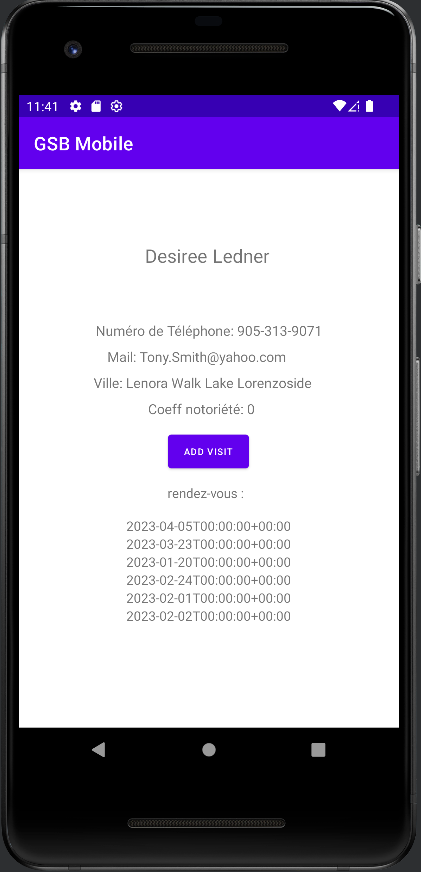 11:41
GSB Mobile
Desiree Ledner
Numéro de Téléphone: 905-313-9071
Mail: Tony.Smith@yahoo.com
Ville: Lenora Walk Lake Lorenzoside
Coeff notoriété: 0
ADD VISIT
rendez-vous :
2023-04-05T00:00:00+00:00
2023-03-23T00:00:00+00:00
2023-01-20T00:00:00+00:00
2023-02-24T00:00:00+00:00
2023-02-01T00:00:00+00:00
2023-02-02T00:00:00+00:00